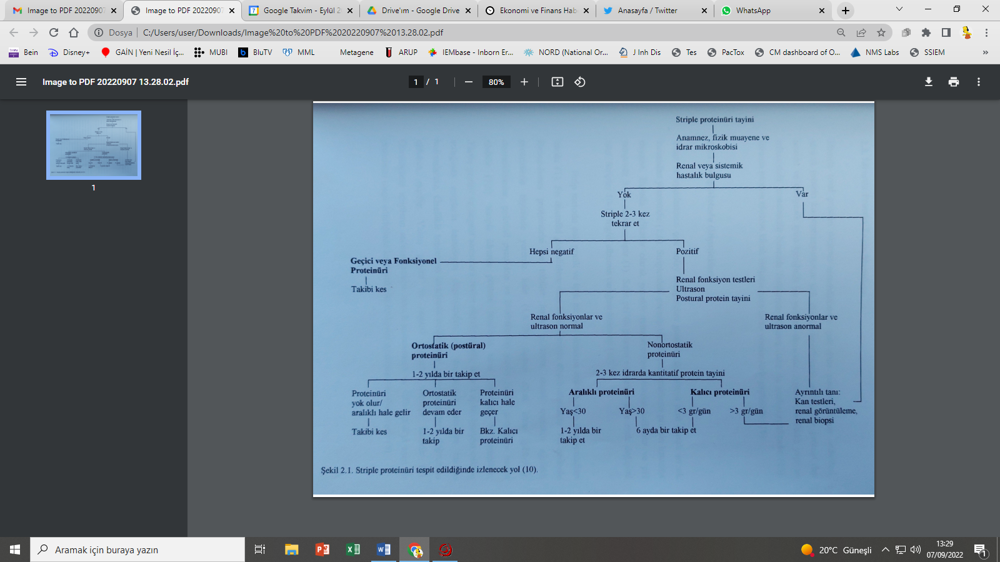 Image to PDF 20220907
Image to PDF 20220907
Google Takvim - Eylül 2
Drive'ım - Google Drive
Ekonomi ve Finans Hab
Anasayfa / Twitter
WhatsApp
Dosya
C:/Users/user/Downloads/Image%20to%20PDF%2020220907%2013.28.02.pdf
Bein
Disney+
GAİN | Yeni Nesil İç...
MUBI
BluTV
MML
Metagene
ARUP
IEMbase - Inborn Er...
NORD (National Or...
J Inh Dis
Tes
PacTox
CM dashboard of O...
NMS Labs
SSIEM
»
Image to PDF 20220907 13.28.02.pdf
1 / 1
80%
1
Striple proteinüri tayini
Anamnez, fizik muayene ve
idrar mikroskobisi
Renal veya sistemik
hastalık bulgusu
Yok
Var
Striple 2-3 kez
tekrar et
Hepsi negatif
Pozitif
Geçici veya Fonksiyonel
Proteinüri
Takibi kes
Renal fonksiyon testleri
Ultrason
Postural protein tayini
Renal fonksiyonlar ve
ultrason normal
Renal fonksiyonlar ve
ultrason anormal
Ortostatik (postüral)
proteinüri
Nonortostatik
proteinüri
1-2 yılda bir takip et
2-3 kez idrarda kantitatif protein tayini
Proteinüri
yok olur/
aralıklı hale gelir
Ortostatik
proteinüri
devam eder
Proteinüri
kalıcı hale
geçer
Aralıklı proteinüri
Kalıcı proteinüri
Ayrıntılı tanı:
Kan testleri,
renal görüntüleme,
renal biopsi
Yaş<30
Yaş>30
<3 gr/gün
>3 gr/gün
Takibi kes
1-2 yılda bir
takip
Bkz. Kalıcı
proteinüri
1-2 yılda bir
takip et
6 ayda bir takip et
Şekil 2.1. Striple proteinüri tespit edildiğinde izlenecek yol (10).
Aramak için buraya yazın
20°C Güneşli
13:29
07/09/2022
1